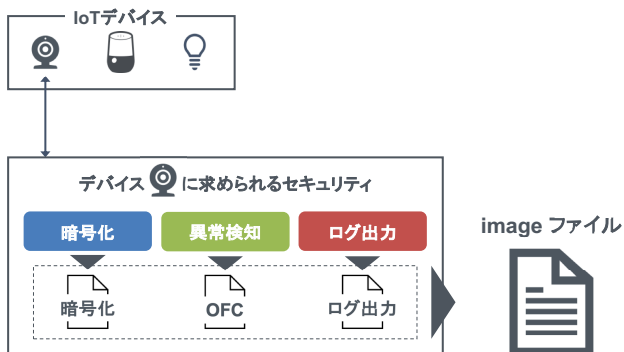 IoTデバイス
デバイス に求められるセキュリティ
暗号化 異常検知 ログ出力
image ファイル
暗号化 OFC ログ出力